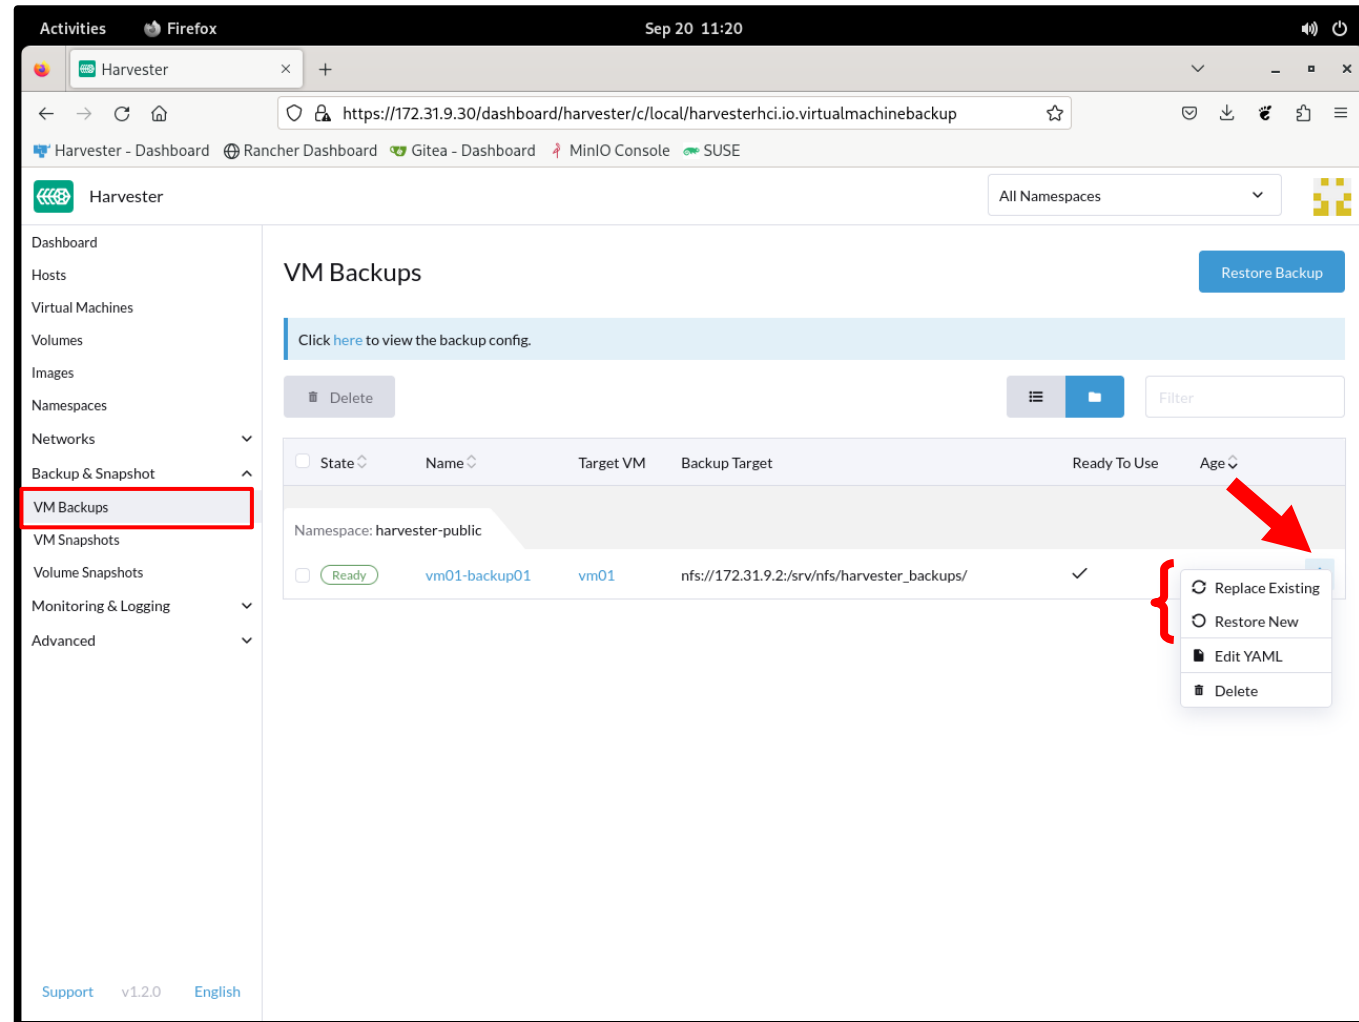 Activities Firefox Sep 20 11:20
Harvester
https://172.31.9.30/dashboard/harvester/c/local/harvesterhci.io.virtualmachinebackup
Harvester - Dashboard Rancher Dashboard Gitea - Dashboard MinIO Console SUSE
Harvester All Namespaces
Dashboard
Hosts
Virtual Machines
Volumes
Images
Namespaces
Networks
Backup & Snapshot
VM Backups
VM Snapshots
Volume Snapshots
Monitoring & Logging
Advanced
Support v1.2.0 English
VM Backups Restore Backup
Click here to view the backup config.
Delete Filter
State Name Target VM Backup Target Ready To Use Age
Namespace: harvester-public
Ready vm01-backup01 vm01 nfs://172.31.9.2:/srv/nfs/harvester_backups/
Replace Existing
Restore New
Edit YAML
Delete